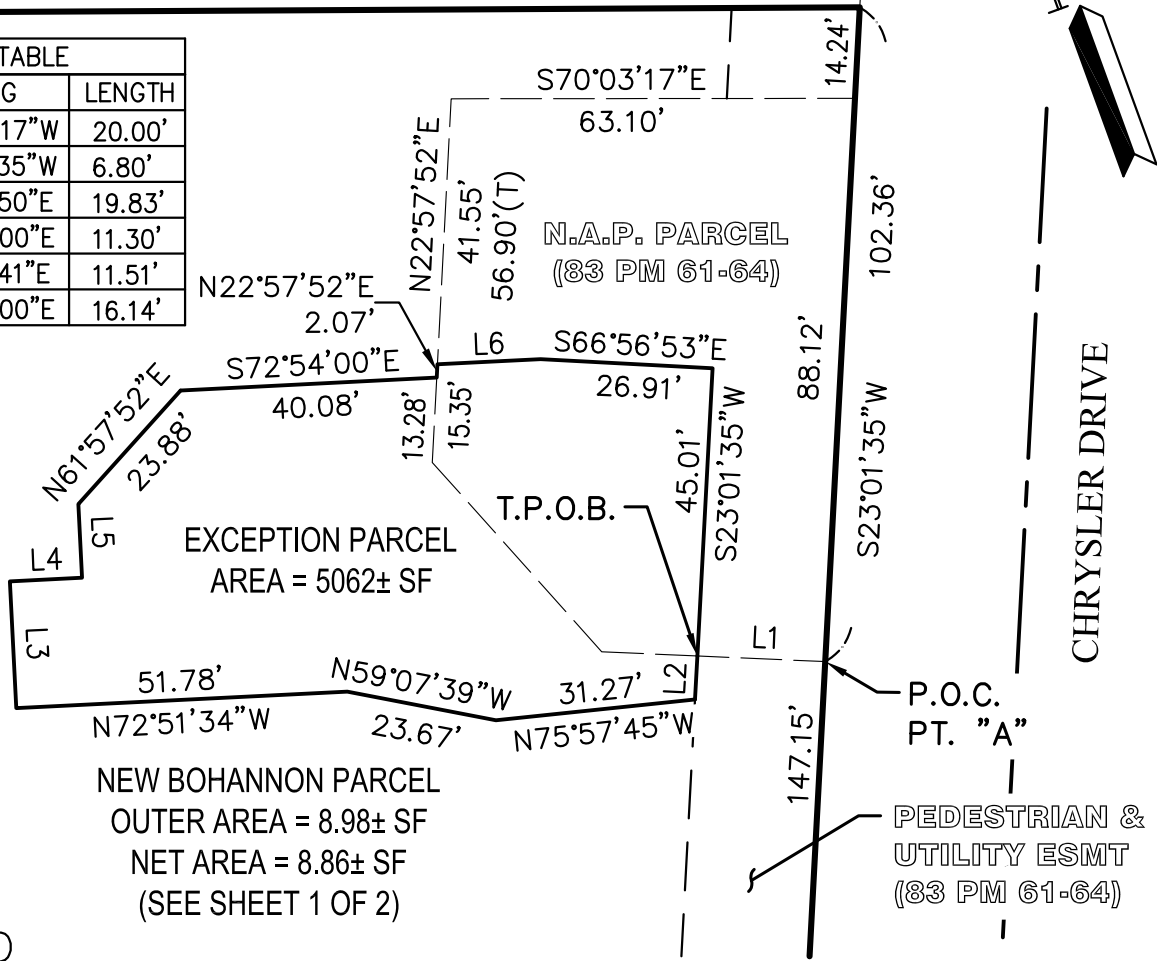 TABLE
G LENGTH
17"W 20.00'
35"W 6.80'
50"E 19.83'
00"E 11.30'
41"E 11.51'
00"E 16.14'
14.24'
S70°03'17"E
63.10'
N22°57'52"E
41.55'
56.90'(T)
N.A.P. PARCEL
(83 PM 61-64)
102.36'
88.12'
S23°01'35"W
CHRYSLER DRIVE
N22°57'52"E
2.07'
L6
S66°56'53"E
26.91'
S72°54'00"E
40.08'
13.28'
15.35'
N61°57'52"E
23.88'
45.01'
S23°01'35"W
T.P.O.B.
L5
L4
L3
EXCEPTION PARCEL
AREA = 5062± SF
L1
L2
51.78'
N72°51'34"W
N59°07'39"W
23.67'
31.27'
N75°57'45"W
P.O.C.
PT. "A"
147.15'
NEW BOHANNON PARCEL
OUTER AREA = 8.98± SF
NET AREA = 8.86± SF
(SEE SHEET 1 OF 2)
PEDESTRIAN &
UTILITY ESMT
(83 PM 61-64)